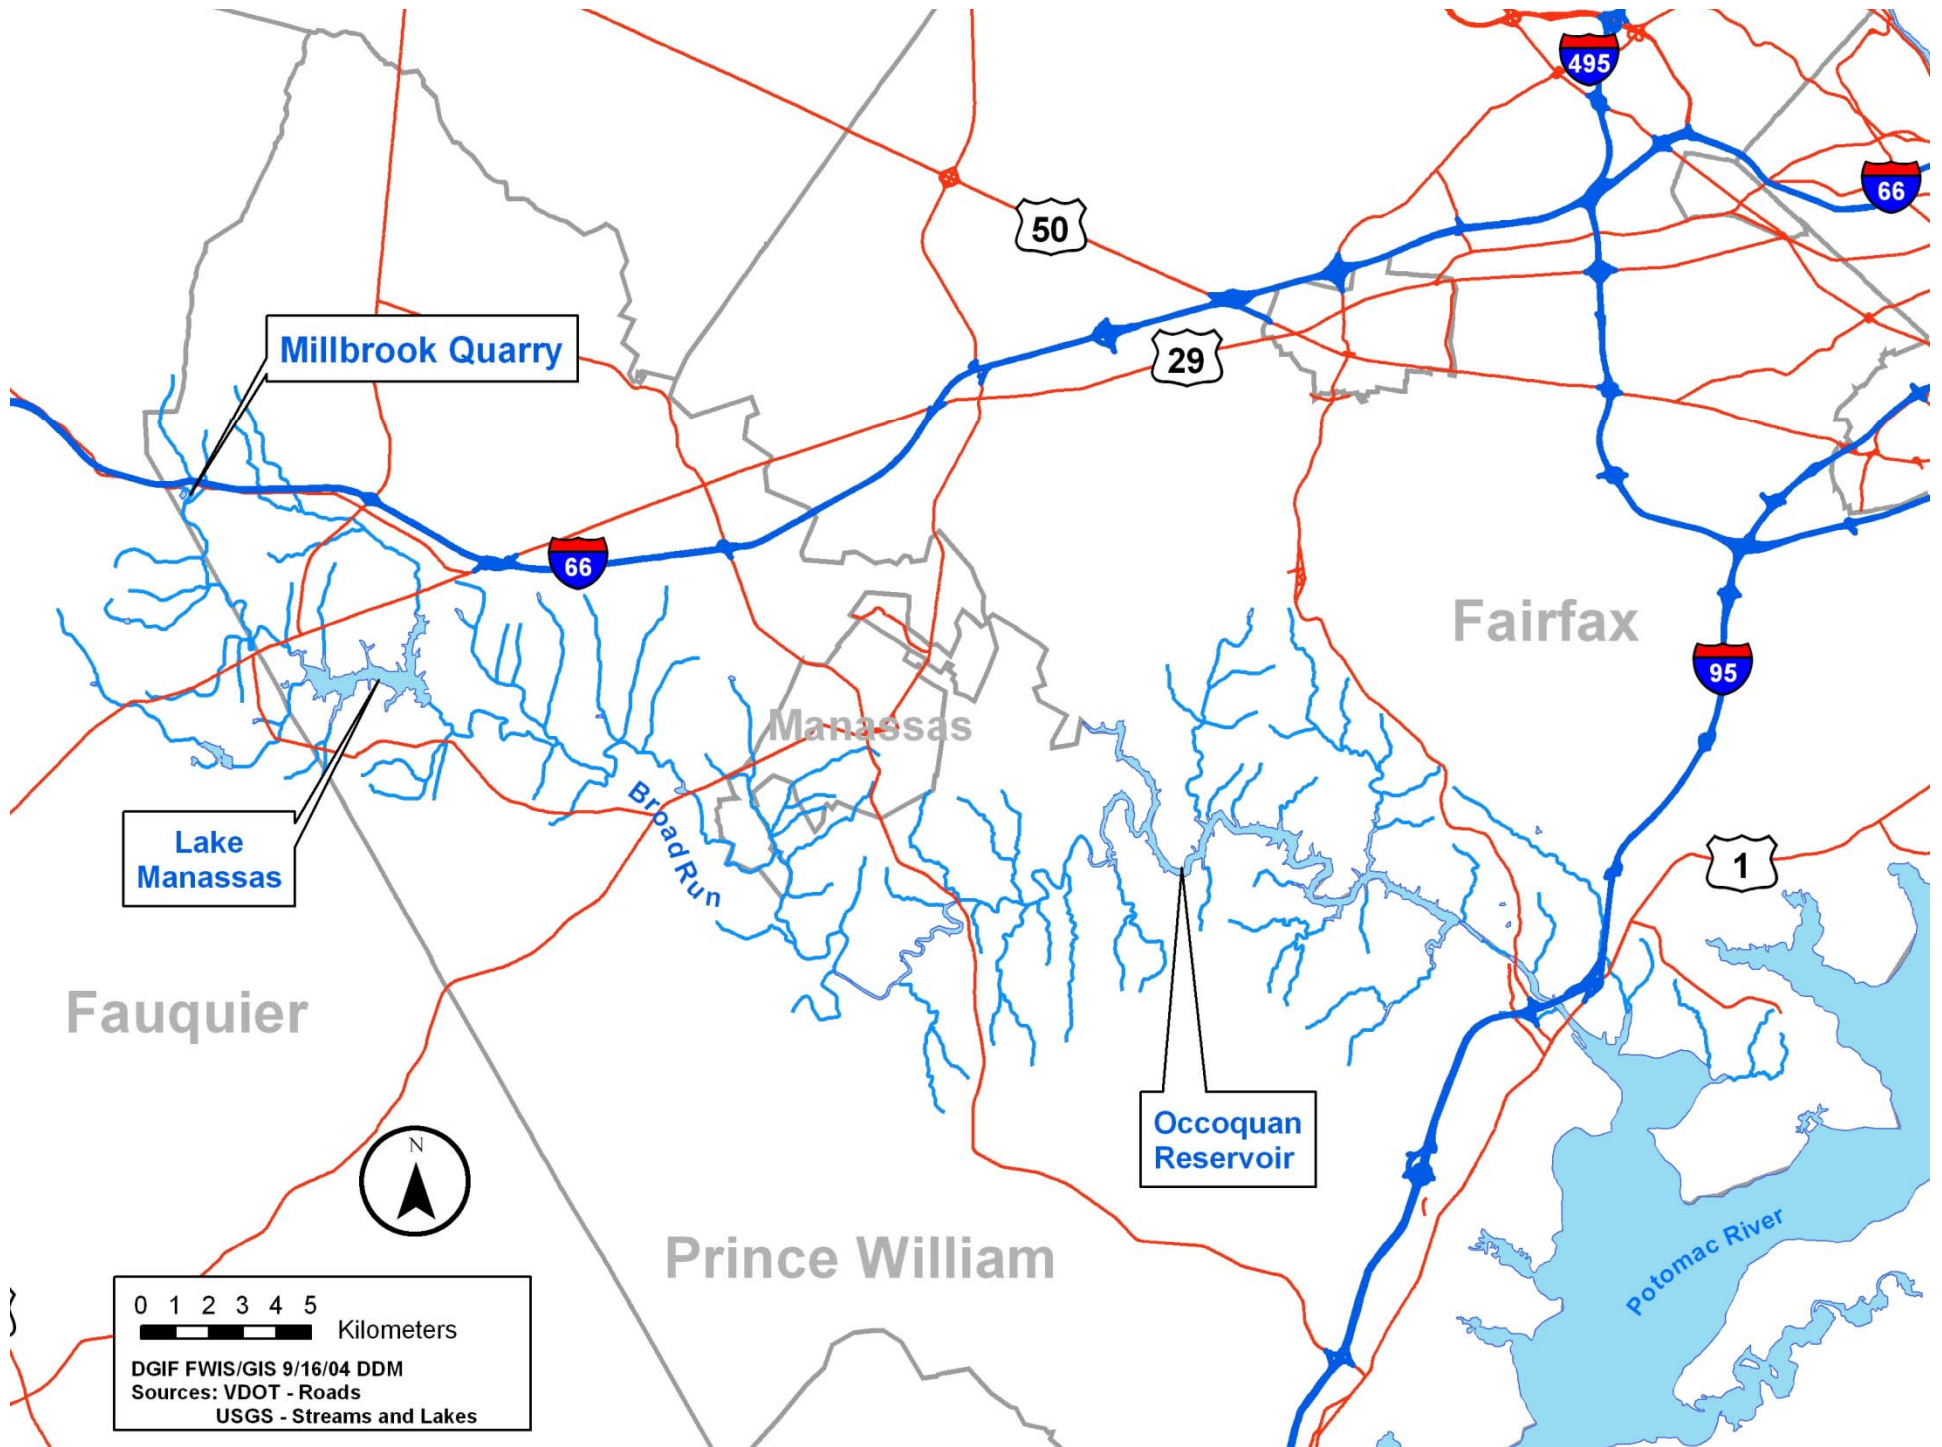 495
66
50
Millbrook Quarry
29
66
Fairfax
95
Manassas
Broad Run
Lake
Manassas
1
Fauquier
Occoquan
Reservoir
N
Prince William
Potomac River
0 1 2 3 4 5
Kilometers
DGIF FWIS/GIS 9/16/04 DDM
Sources: VDOT - Roads
USGS - Streams and Lakes